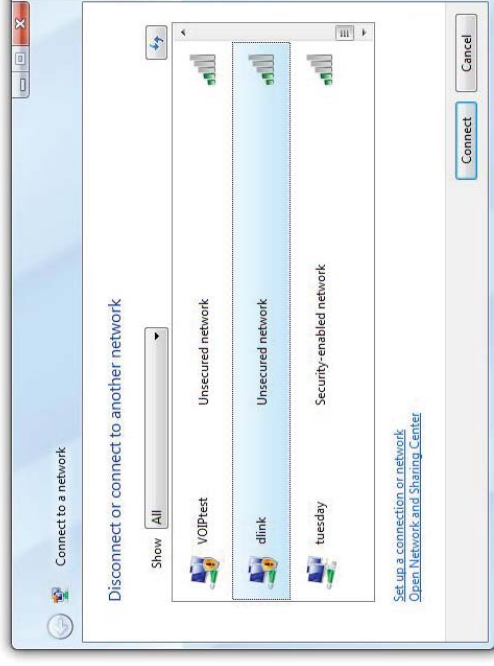 Connect to a network
Disconnect or connect to another network
Show All
VOIPtest Unsecured network
dlink Unsecured network
tuesday Security-enabled network
Set up a connection or network
Open Network and Sharing Center
Connect Cancel